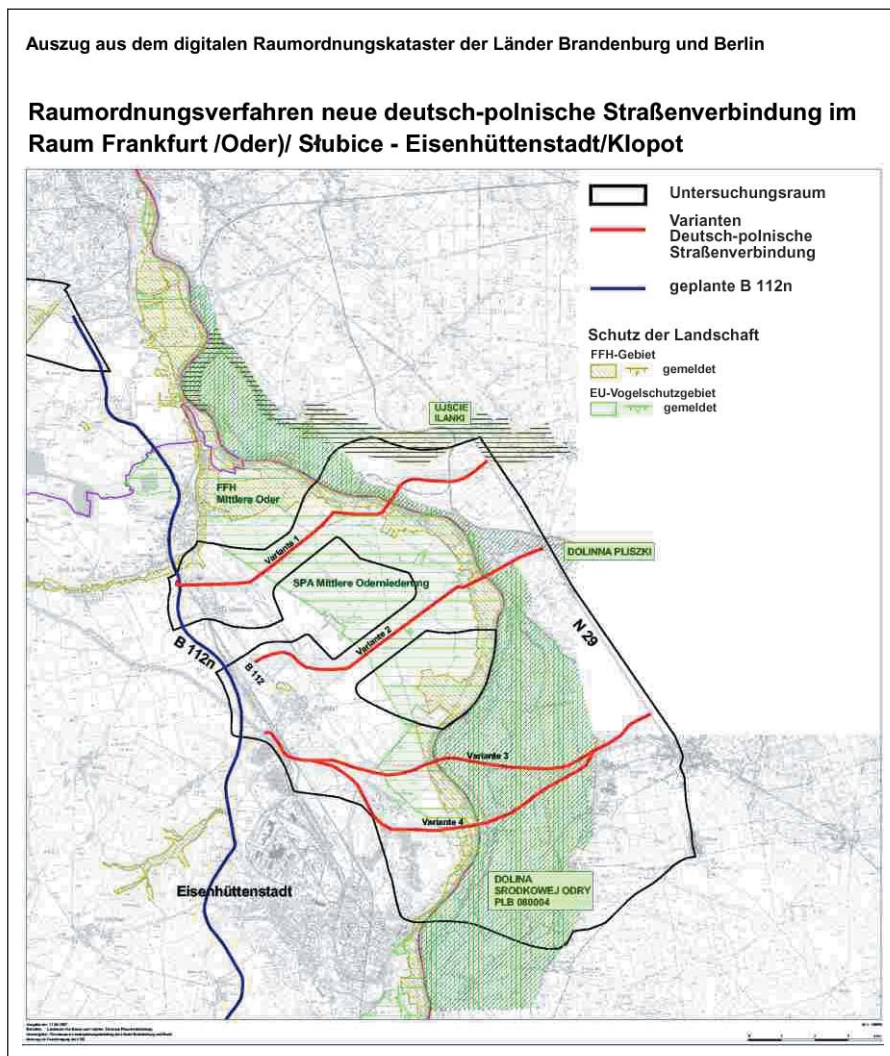 Auszug aus dem digitalen Raumordnungskataster der Länder Brandenburg und Berlin
Raumordnungsverfahren neue deutsch-polnische Straßenverbindung im
Raum Frankfurt /Oder)/ Słubice - Eisenhüttenstadt/Klopot
Untersuchungsraum
Varianten
Deutsch-polnische
Straßenverbindung
geplante B 112n
Schutz der Landschaft
FFH-Gebiet
gemeldet
EU-Vogelschutzgebiet
gemeldet
UJSCIE
ILANKI
FFH
Mittlere Oder
Variante 1
DOLINNA PLISZKI
SPA Mittlere Oderniederung
Variante 2
N 29
B 112n
B 112
Variante 3
Variante 4
Eisenhüttenstadt
DOLINA
SRODKOWEJ ODRY
PLB 080004